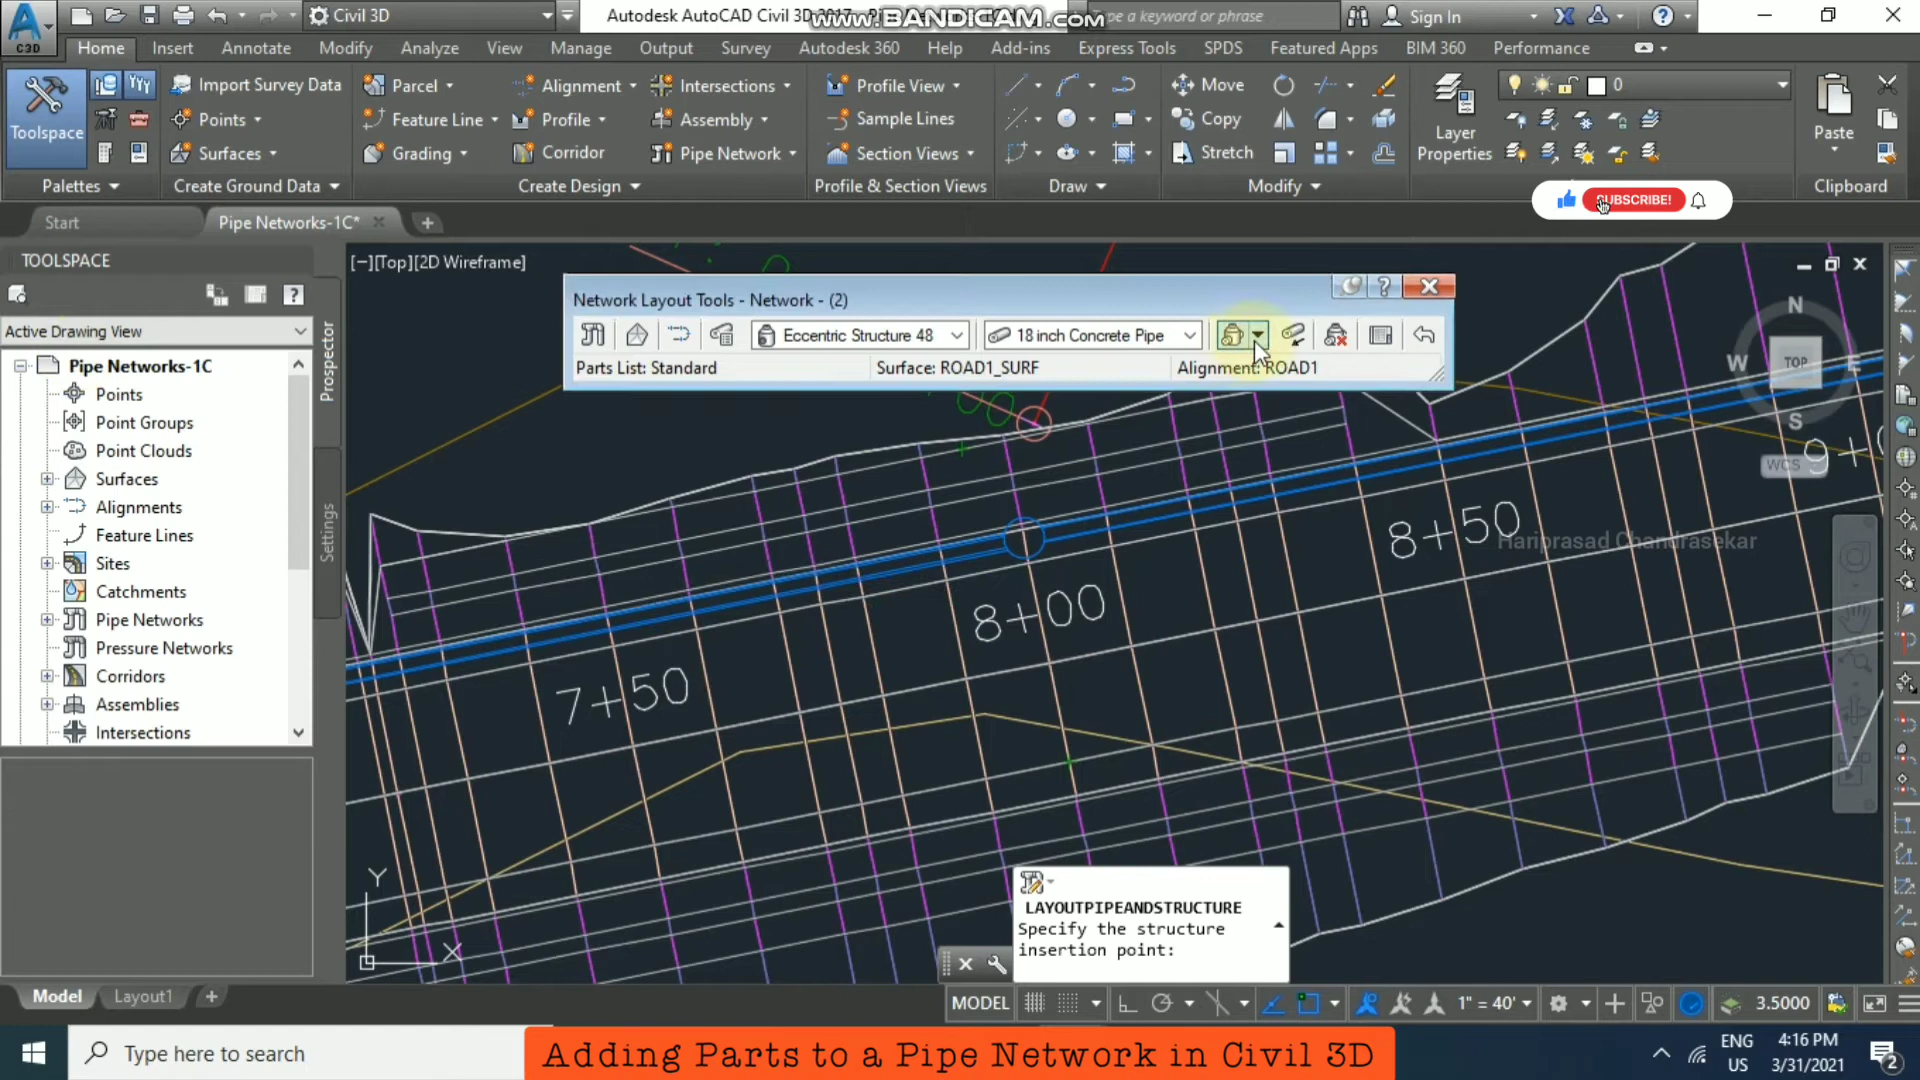 Civil 3D
Autodesk AutoCAD Civil 3D 2017
www.BANDICAM.com
Type a keyword or phrase
Sign In
C3D
Home Insert Annotate Modify Analyze View Manage Output Survey Autodesk 360 Help Add-ins Express Tools SPDS Featured Apps BIM 360 Performance
Toolspace
Import Survey Data
Points
Surfaces
Parcel
Feature Line
Grading
Alignment
Profile
Corridor
Intersections
Assembly
Pipe Network
Profile View
Sample Lines
Section Views
Move
Copy
Stretch
Layer
Properties
0
Paste
Palettes
Create Ground Data
Create Design
Profile & Section Views
Draw
Modify
Clipboard
SUBSCRIBE!
Start
Pipe Networks-1C*
TOOLSPACE
Active Drawing View
Pipe Networks-1C
Points
Point Groups
Point Clouds
Surfaces
Alignments
Feature Lines
Sites
Catchments
Pipe Networks
Pressure Networks
Corridors
Assemblies
Intersections
Prospector
Settings
[−][Top][2D Wireframe]
Network Layout Tools - Network - (2)
Eccentric Structure 48
18 inch Concrete Pipe
Parts List: Standard
Surface: ROAD1_SURF
Alignment: ROAD1
N
W
TOP
E
S
WCS
7+50
8+00
8+50
Hariprasad Chandrasekar
Y
X
LAYOUTPIPEANDSTRUCTURE
Specify the structure
insertion point:
Model
Layout1
MODEL
1" = 40'
3.5000
Type here to search
Adding Parts to a Pipe Network in Civil 3D
ENG
US
4:16 PM
3/31/2021
2